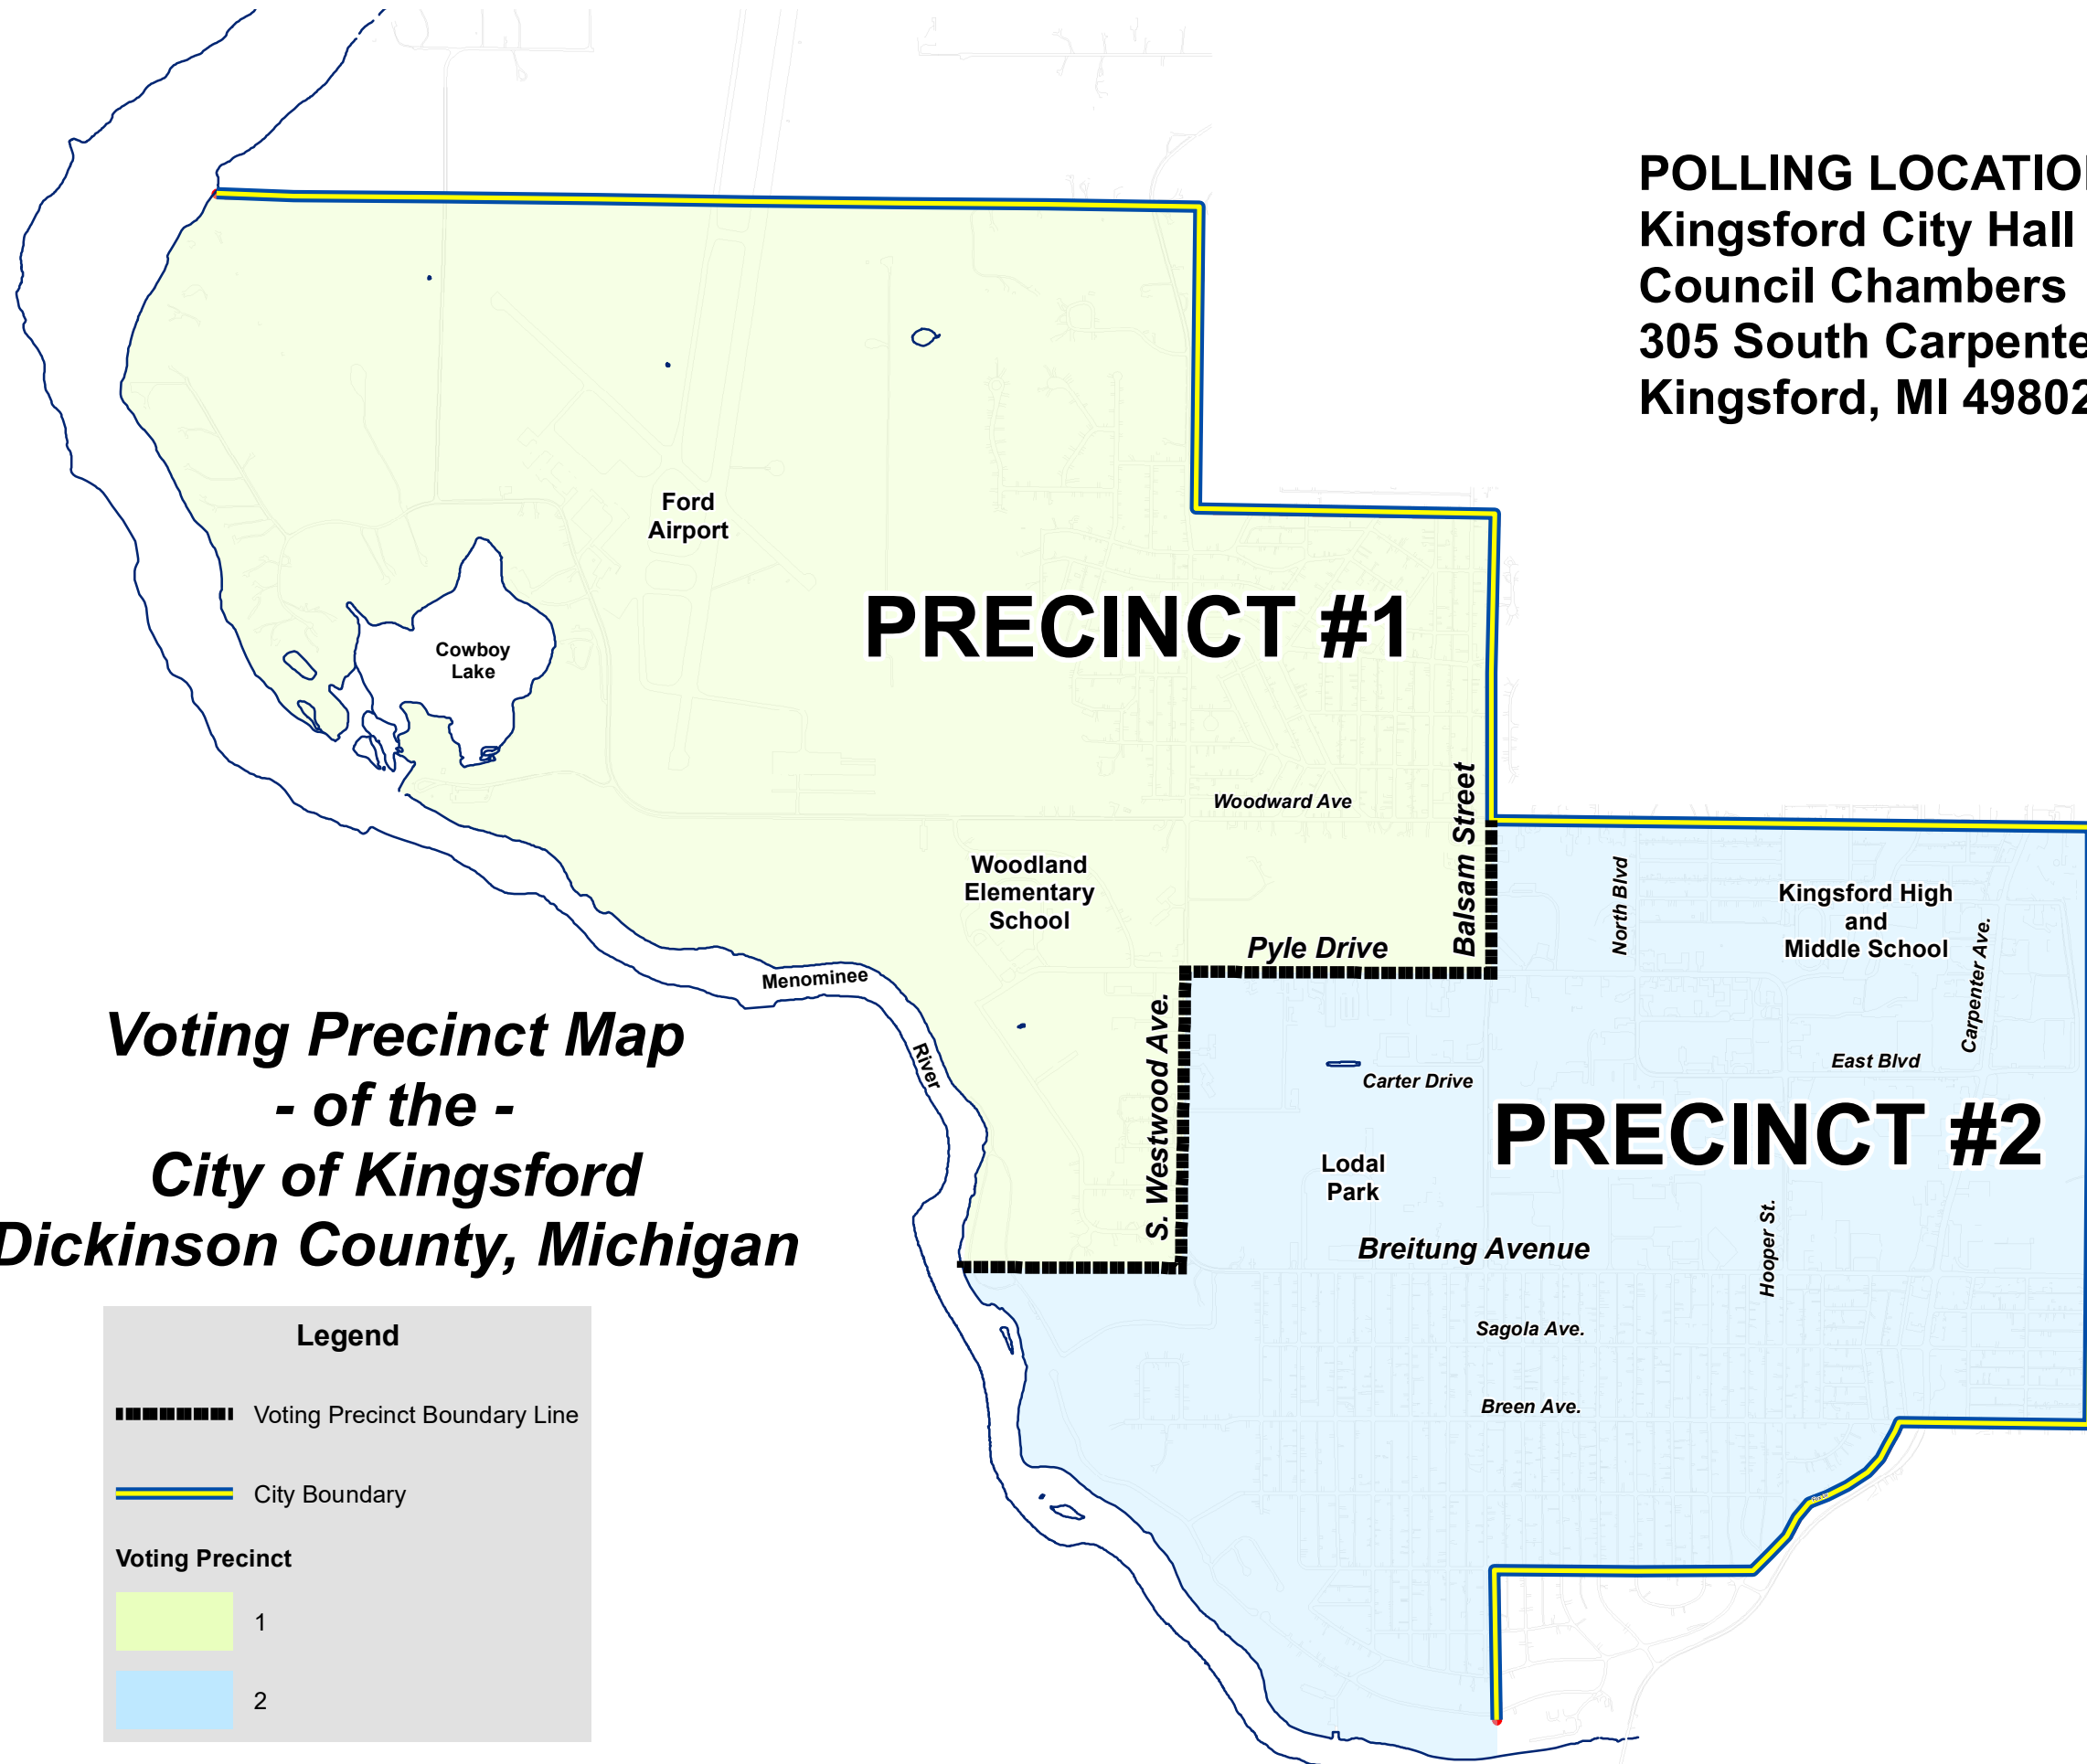 POLLING LOCATION
Kingsford City Hall
Council Chambers
305 South Carpente
Kingsford, MI 49802
Ford
Airport
PRECINCT #1
Cowboy
Lake
Woodward Ave
Balsam Street
Woodland
Elementary
School
North Blvd
Kingsford High
and
Middle School
Carpenter Ave.
Pyle Drive
Menominee
River
S. Westwood Ave.
Carter Drive
East Blvd
PRECINCT #2
Lodal
Park
Hooper St.
Breitung Avenue
Sagola Ave.
Breen Ave.
Voting Precinct Map
- of the -
City of Kingsford
Dickinson County, Michigan
Legend
Voting Precinct Boundary Line
City Boundary
Voting Precinct
1
2